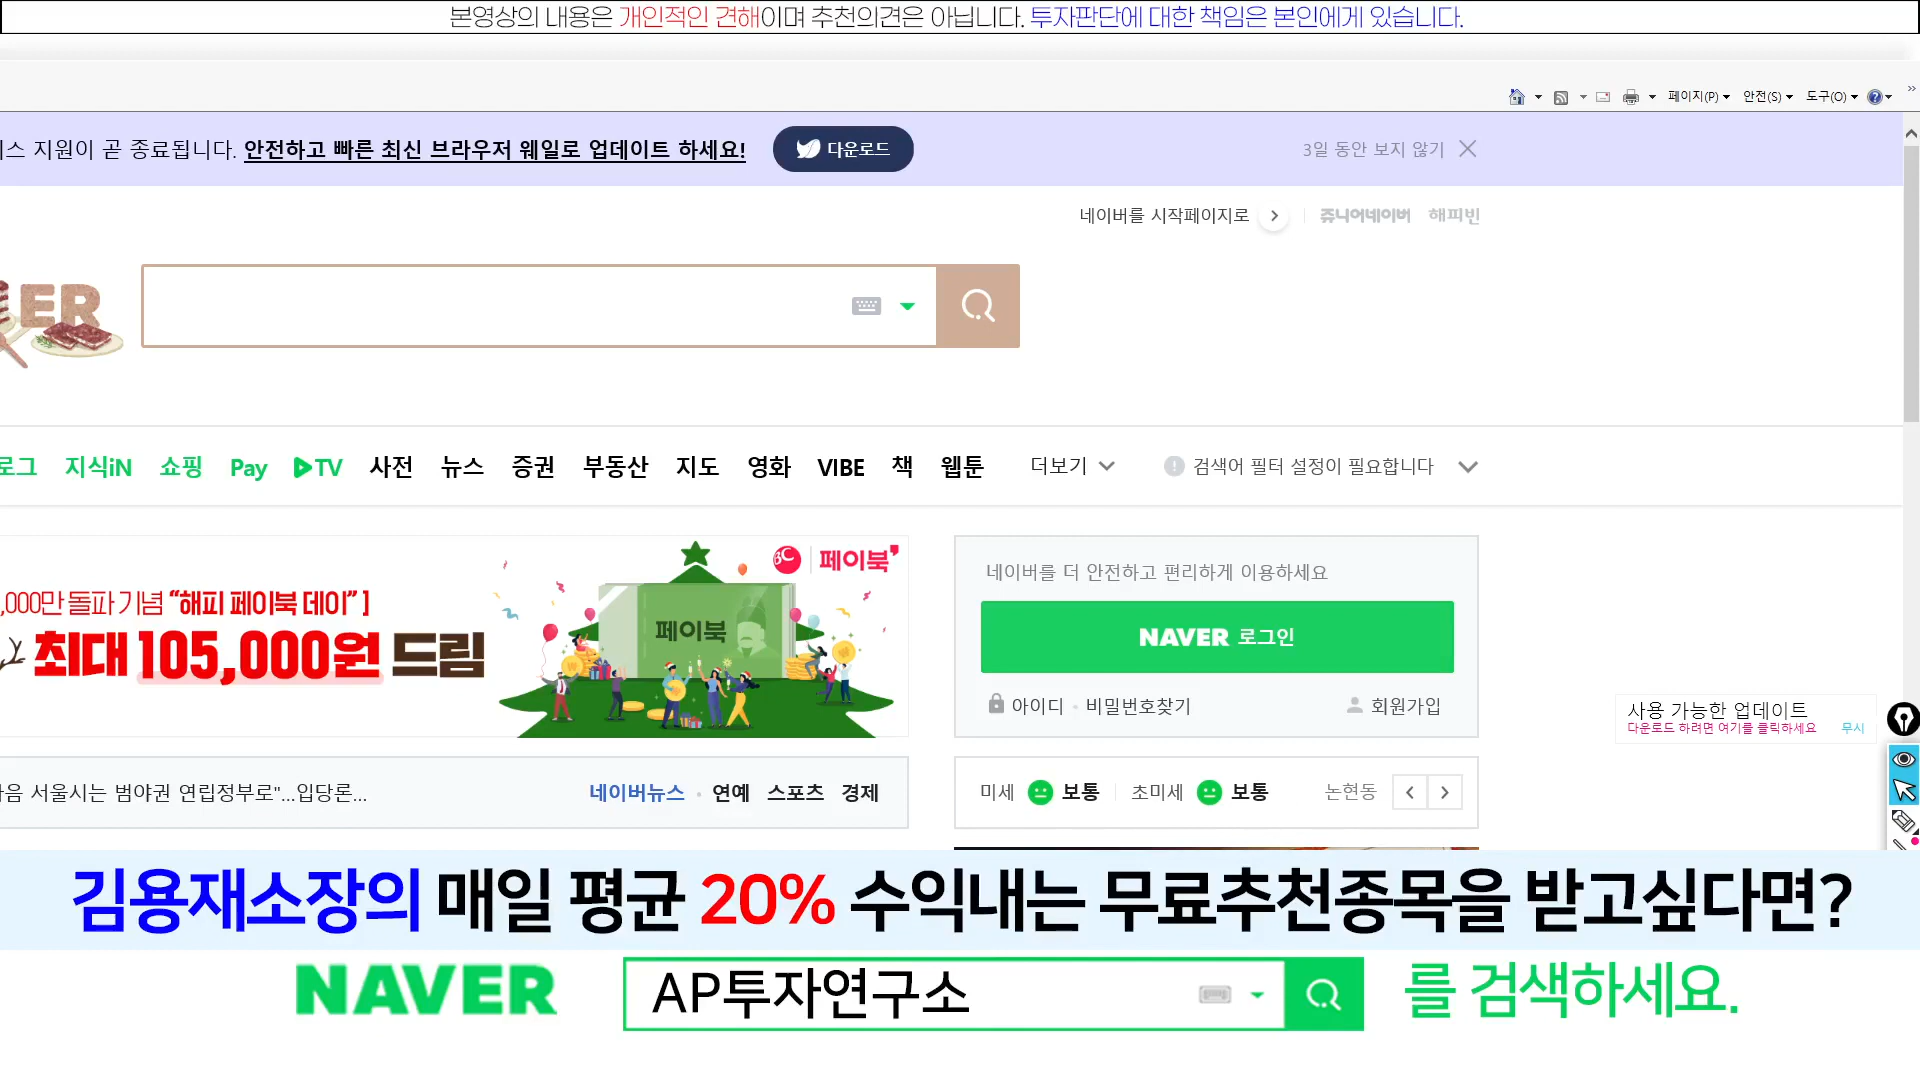 본영상의 내용은 개인적인 견해이며 추천의견은 아닙니다. 투자판단에 대한 책임은 본인에게 있습니다.
페이지(P) 안전(S) 도구(O)
스 지원이 곧 종료됩니다. 안전하고 빠른 최신 브라우저 웨일로 업데이트 하세요! 다운로드 3일 동안 보지 않기
네이버를 시작페이지로 쥬니어네이버 해피빈
ER
로그 지식iN 쇼핑 Pay TV 사전 뉴스 증권 부동산 지도 영화 VIBE 책 웹툰 더보기 검색어 필터 설정이 필요합니다
페이북
,000만 돌파 기념 “해피 페이북 데이” ]
최대 105,000원 드림
페이북
네이버를 더 안전하고 편리하게 이용하세요
NAVER 로그인
아이디 비밀번호찾기 회원가입
사용 가능한 업데이트
다운로드 하려면 여기를 클릭하세요 무시
음 서울시는 범야권 연립정부로"...입당론... 네이버뉴스 연예 스포츠 경제
미세 보통 초미세 보통 논현동
김용재소장의 매일 평균 20% 수익내는 무료추천종목을 받고싶다면?
NAVER AP투자연구소 를 검색하세요.